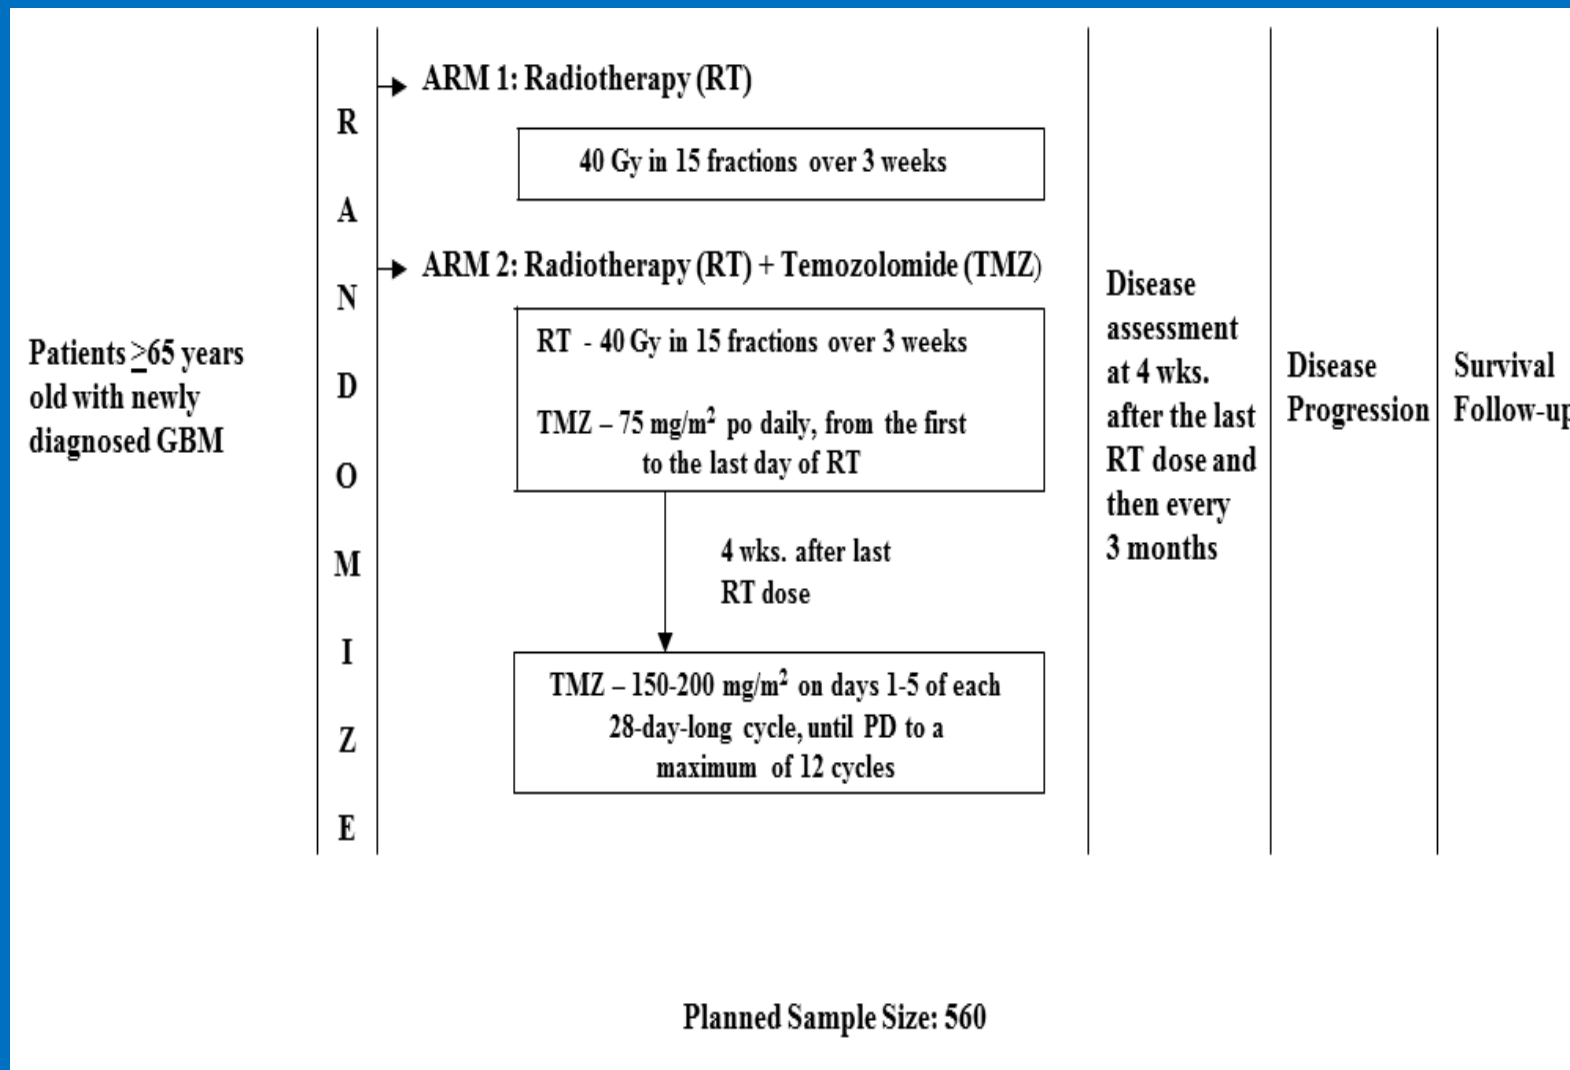 Patients ≥65 years
old with newly
diagnosed GBM
R
A
N
D
O
M
I
Z
E
ARM 1: Radiotherapy (RT)
40 Gy in 15 fractions over 3 weeks
ARM 2: Radiotherapy (RT) + Temozolomide (TMZ)
RT - 40 Gy in 15 fractions over 3 weeks
TMZ – 75 mg/m² po daily, from the first
to the last day of RT
4 wks. after last
RT dose
TMZ – 150-200 mg/m² on days 1-5 of each
28-day-long cycle, until PD to a
maximum of 12 cycles
Disease
assessment
at 4 wks.
after the last
RT dose and
then every
3 months
Disease
Progression
Survival
Follow-up
Planned Sample Size: 560